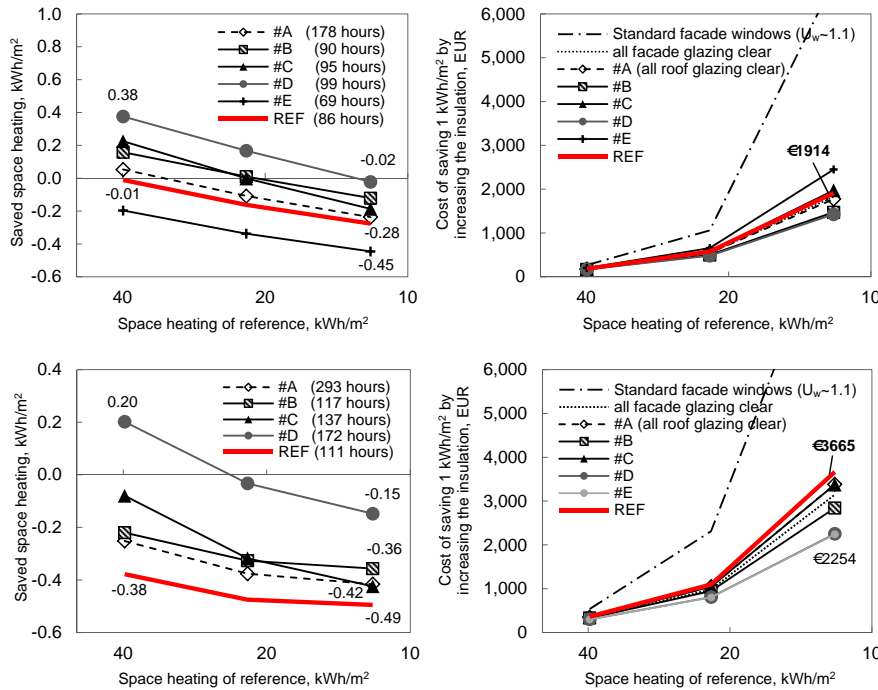 Saved space heating, kWh/m²
1.0
0.8
0.6
0.4
0.2
0.0
-0.2
-0.4
-0.6
#A (178 hours)
#B (90 hours)
#C (95 hours)
#D (99 hours)
#E (69 hours)
REF (86 hours)
0.38
-0.02
-0.01
-0.28
-0.45
40 20 10
Space heating of reference, kWh/m²
Cost of saving 1 kWh/m² by
increasing the insulation, EUR
6,000
5,000
4,000
3,000
2,000
1,000
0
Standard facade windows (Uw~1.1)
all facade glazing clear
#A (all roof glazing clear)
#B
#C
#D
#E
REF
€1914
40 20 10
Space heating of reference, kWh/m²
Saved space heating, kWh/m²
0.4
0.2
0.0
-0.2
-0.4
-0.6
#A (293 hours)
#B (117 hours)
#C (137 hours)
#D (172 hours)
REF (111 hours)
0.20
-0.15
-0.36
-0.42
-0.38
-0.49
40 20 10
Space heating of reference, kWh/m²
Cost of saving 1 kWh/m² by
increasing the insulation, EUR
6,000
5,000
4,000
3,000
2,000
1,000
0
Standard facade windows (Uw~1.1)
all facade glazing clear
#A (all roof glazing clear)
#B
#C
#D
#E
REF
€3665
€2254
40 20 10
Space heating of reference, kWh/m²